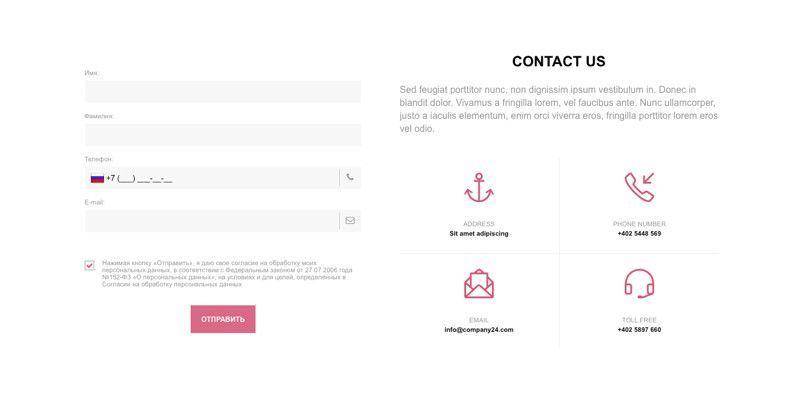 Имя:
Фамилия:
Телефон:
+7 (___) ___-__-__
E-mail:
Нажимая кнопку «Отправить», я даю свое согласие на обработку моих
персональных данных, в соответствии с Федеральным законом от 27.07.2006 года
№152-ФЗ «О персональных данных», на условиях и для целей, определенных в
Согласии на обработку персональных данных
ОТПРАВИТЬ
CONTACT US
Sed feugiat porttitor nunc, non dignissim ipsum vestibulum in. Donec in
blandit dolor. Vivamus a fringilla lorem, vel faucibus ante. Nunc ullamcorper,
justo a iaculis elementum, enim orci viverra eros, fringilla porttitor lorem eros
vel odio.
ADDRESS
Sit amet adipiscing
PHONE NUMBER
+402 5448 569
EMAIL
info@company24.com
TOLL FREE
+402 5897 660